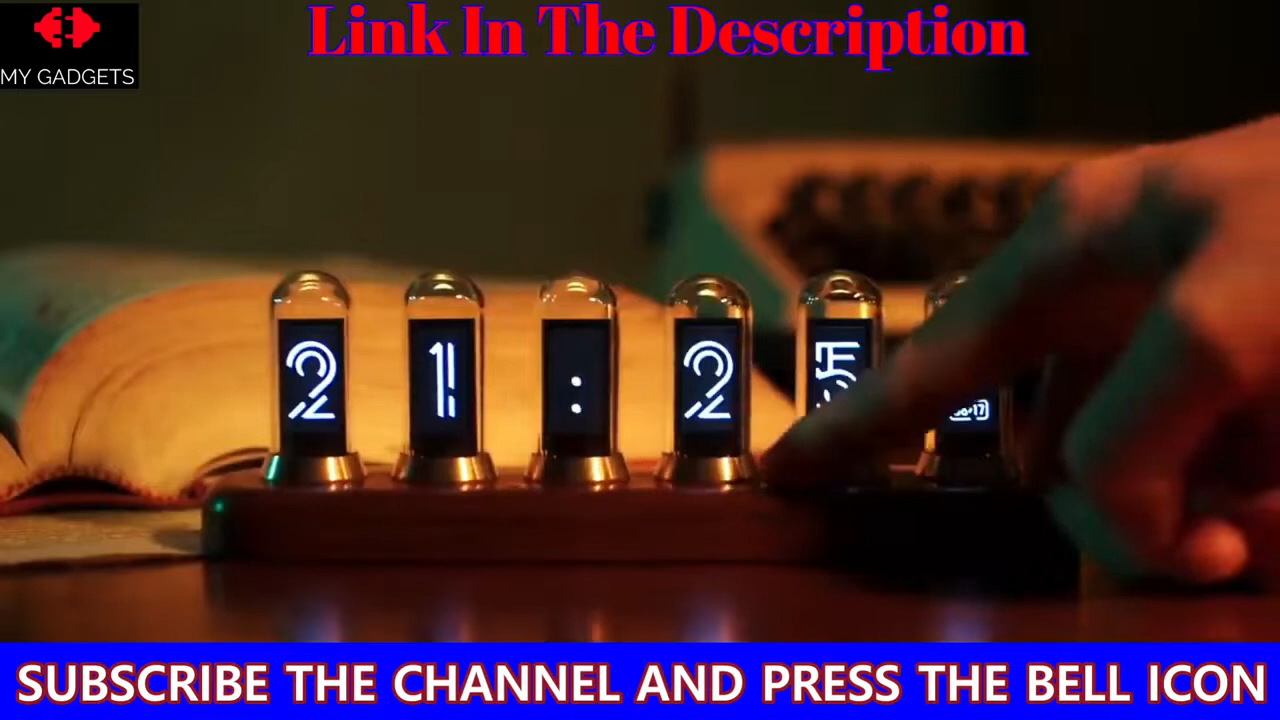 Link In The Description
MY GADGETS
21:25
SUBSCRIBE THE CHANNEL AND PRESS THE BELL ICON